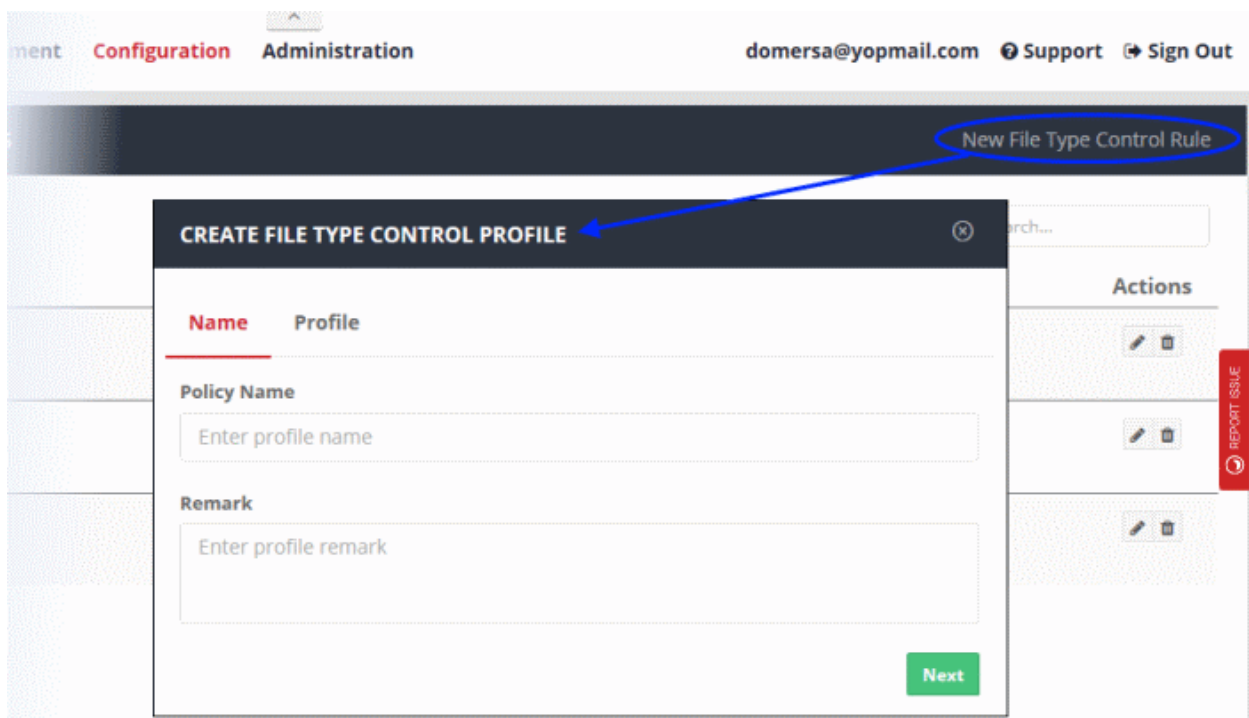 ment Configuration Administration domersa@yopmail.com Support Sign Out
s New File Type Control Rule
CREATE FILE TYPE CONTROL PROFILE
arch...
Actions
Name Profile
Policy Name
Enter profile name
REPORT ISSUE
Remark
Enter profile remark
Next